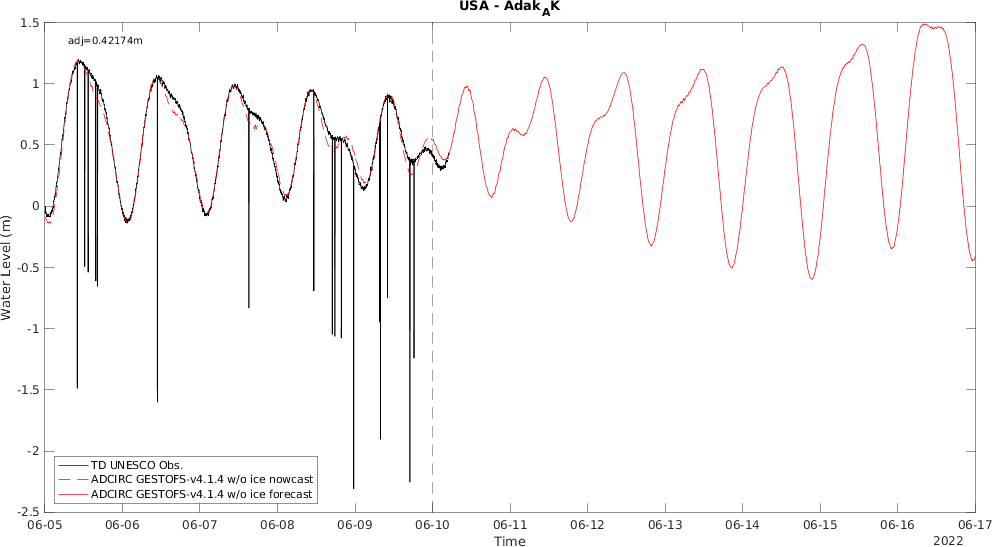 USA - Adak_AK
adj=0.42174m
1.5
1
0.5
0
-0.5
-1
-1.5
-2
-2.5
Water Level (m)
TD UNESCO Obs.
ADCIRC GESTOFS-v4.1.4 w/o ice nowcast
ADCIRC GESTOFS-v4.1.4 w/o ice forecast
06-05 06-06 06-07 06-08 06-09 06-10 06-11 06-12 06-13 06-14 06-15 06-16 06-17
Time
2022